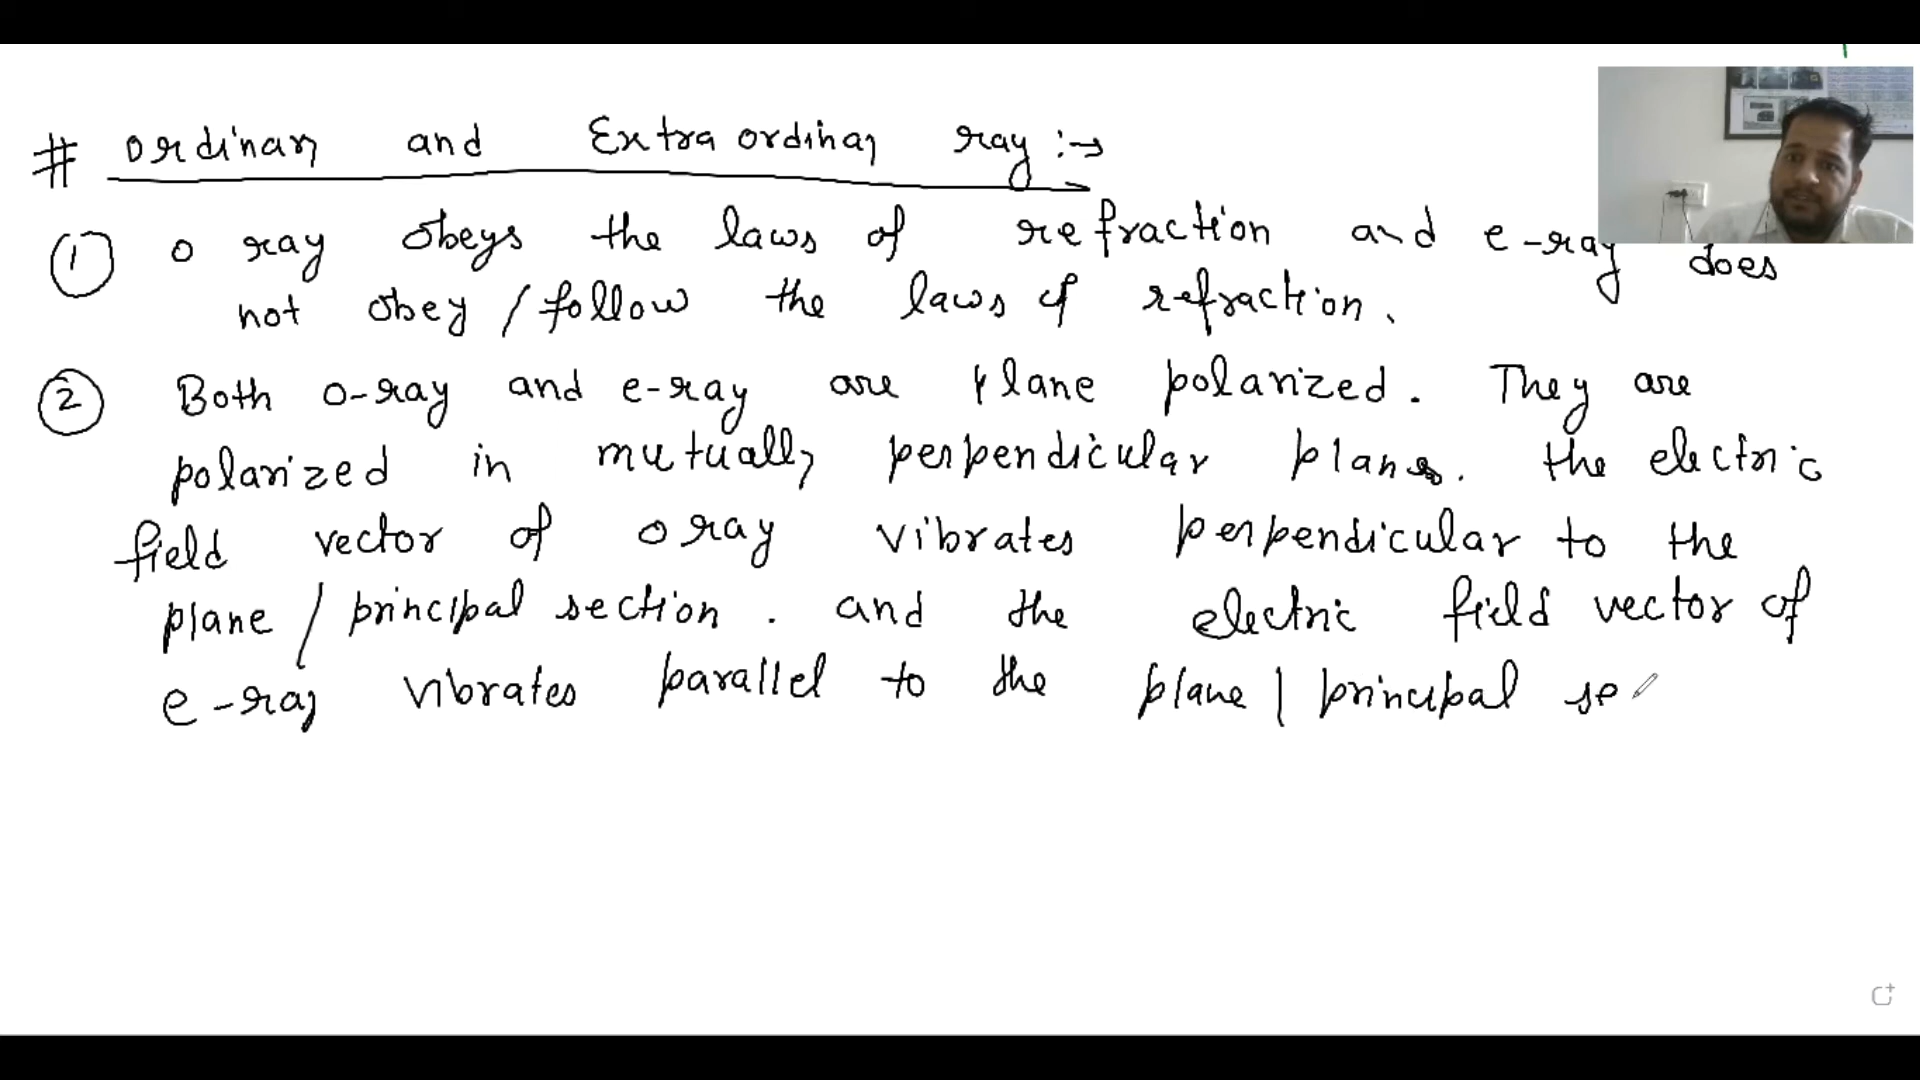 # ordinary and Extra ordinary ray :→
① o ray obeys the laws of refraction and e-ray does
not obey / follow the laws of refraction.
② Both o-ray and e-ray are plane polarized. They are
polarized in mutually perpendicular planes. the electric
field vector of o ray vibrates perpendicular to the
plane / principal section. and the electric field vector of
e-ray vibrates parallel to the plane / principal se